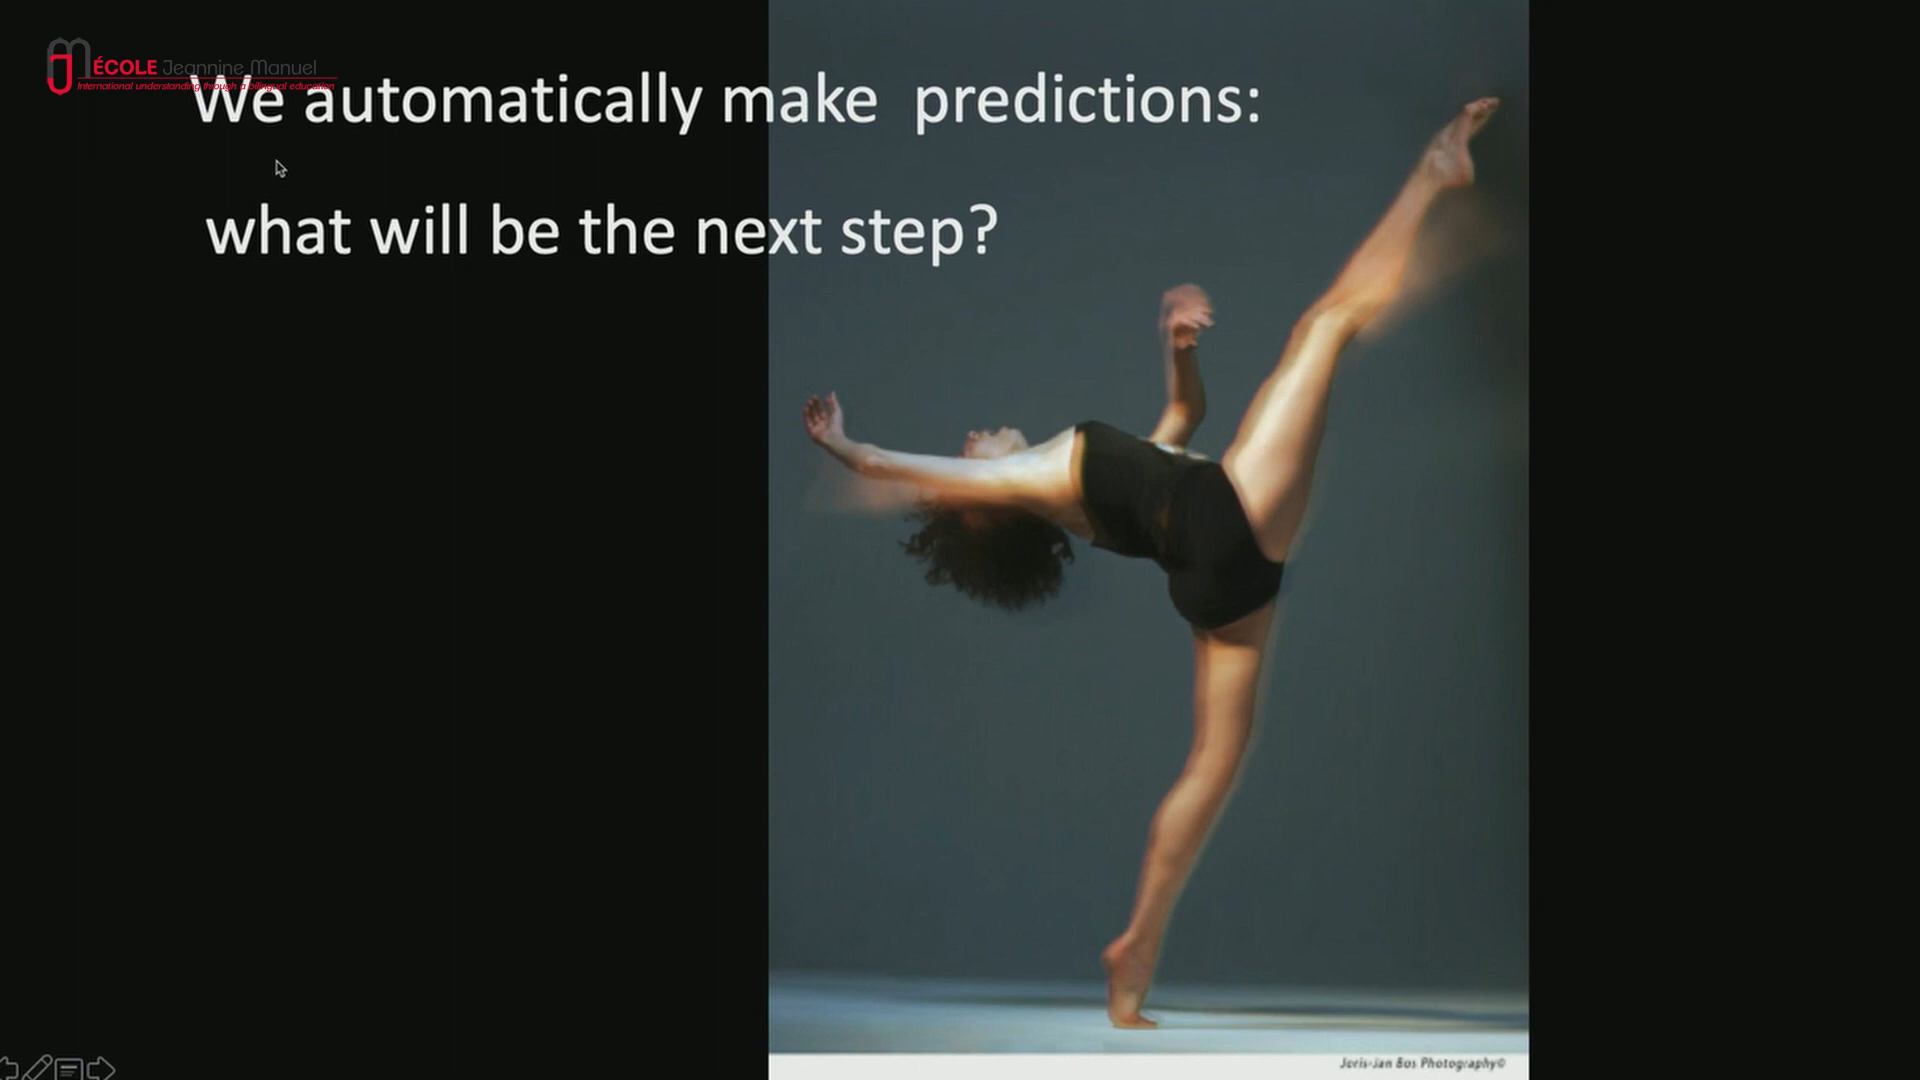 ÉCOLE Jeannine Manuel
International understanding through a bilingual education
We automatically make predictions:
what will be the next step?
Joris-Jan Bos Photography©